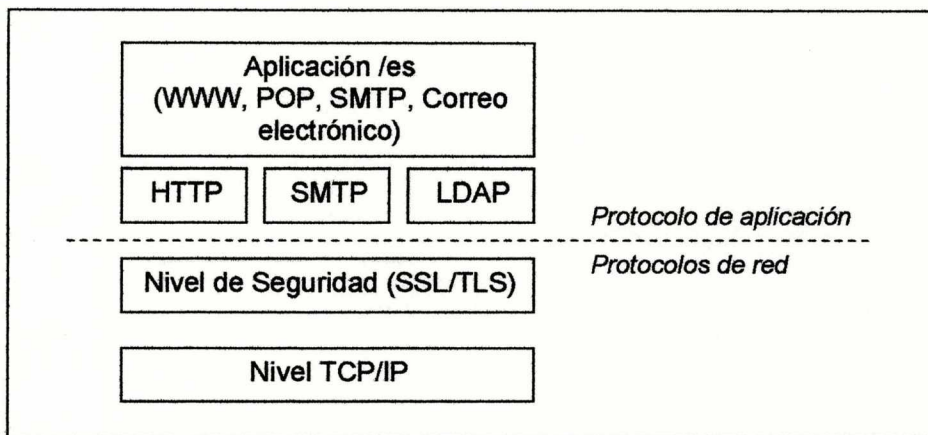 Aplicación /es
(WWW, POP, SMTP, Correo
electrónico)
HTTP
SMTP
LDAP
Protocolo de aplicación
Protocolos de red
Nivel de Seguridad (SSL/TLS)
Nivel TCP/IP